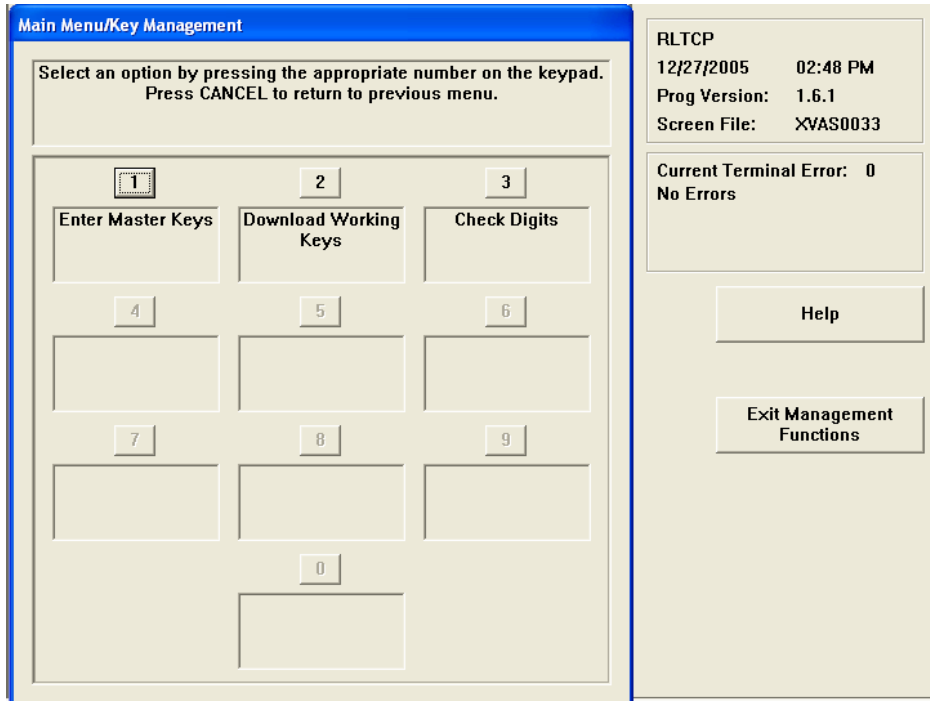 Main Menu/Key Management
Select an option by pressing the appropriate number on the keypad.
Press CANCEL to return to previous menu.
1
2
3
Enter Master Keys
Download Working
Keys
Check Digits
4
5
6
7
8
9
0
RLTCP
12/27/2005 02:48 PM
Prog Version: 1.6.1
Screen File: XVAS0033
Current Terminal Error: 0
No Errors
Help
Exit Management
Functions